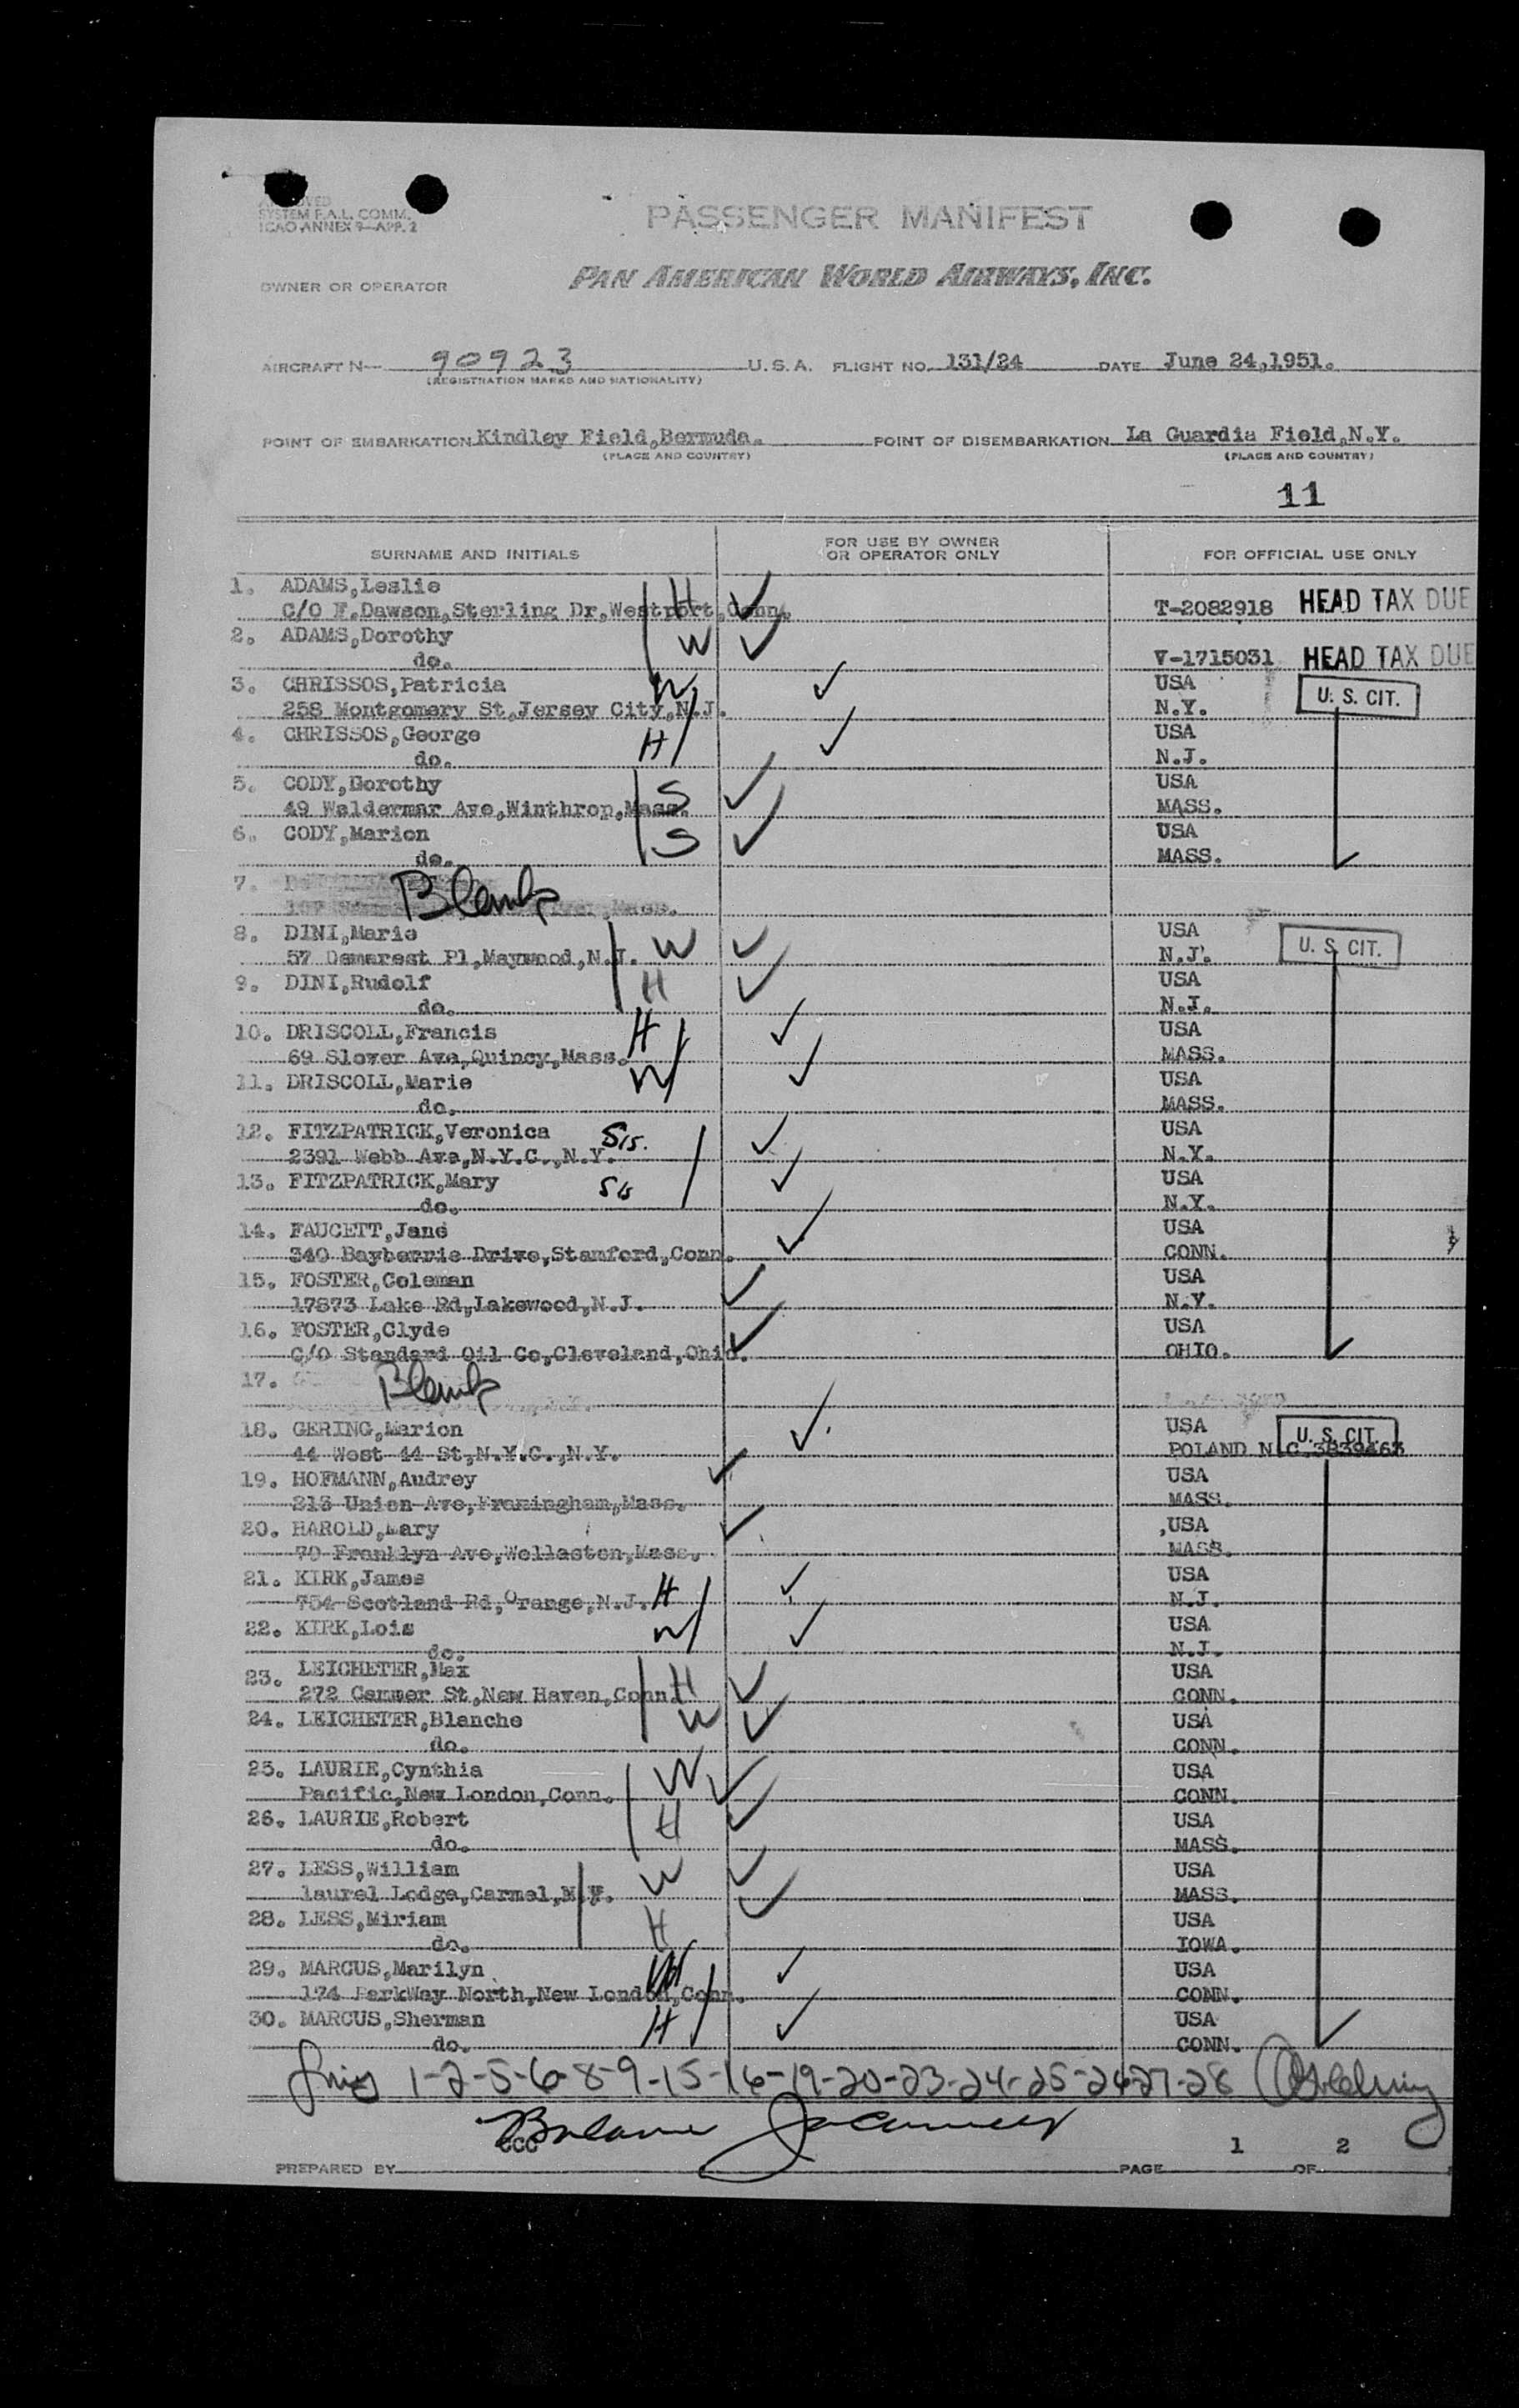 SYSTEM F.A.L. COMM.
ICAO ANNEX 9—APP. 2
PASSENGER MANIFEST
PAN AMERICAN WORLD AIRWAYS, INC.
OWNER OR OPERATOR
AIRCRAFT N— 90923 U.S.A. FLIGHT NO. 131/24 DATE June 24,1951.
(REGISTRATION MARKS AND NATIONALITY)
POINT OF EMBARKATION Kindley Field,Bermuda. POINT OF DISEMBARKATION La Guardia Field,N.Y.
(PLACE AND COUNTRY) (PLACE AND COUNTRY)
11
SURNAME AND INITIALS FOR USE BY OWNER OR OPERATOR ONLY FOR OFFICIAL USE ONLY
1. ADAMS,Leslie H
C/O F.Dawson,Sterling Dr,Westport,Conn. T-2082918 HEAD TAX DUE
2. ADAMS,Dorothy W
do. V-1715031 HEAD TAX DUE
3. CHRISSOS,Patricia W USA U. S. CIT.
258 Montgomery St,Jersey City,N.J. N.Y.
4. CHRISSOS,George H USA
do. N.J.
5. CODY,Dorothy S USA
49 Waldermar Ave,Winthrop,Mass. MASS.
6. CODY,Marion S USA
do. MASS.
7. Blank
Mass.
8. DINI,Marie W USA U. S. CIT.
57 Demarest Pl,Maywood,N.J. N.J.
9. DINI,Rudolf H USA
do. N.J.
10. DRISCOLL,Francis H USA
69 Slover Ave,Quincy,Mass. MASS.
11. DRISCOLL,Marie W USA
do. MASS.
12. FITZPATRICK,Veronica Sis. USA
2391 Webb Ave,N.Y.C.,N.Y. N.Y.
13. FITZPATRICK,Mary Sis USA
do. N.Y.
14. FAUCETT,Jane USA
340 Bayberrie Drive,Stamford,Conn. CONN.
15. FOSTER,Coleman USA
17873 Lake Rd,Lakewood,N.J. N.Y.
16. FOSTER,Clyde USA
C/O Standard Oil Co,Cleveland,Ohio. OHIO.
17. Blank
18. GERING,Marion USA U. S. CIT.
44 West 44 St,N.Y.C.,N.Y. POLAND N.C.3839463
19. HOFMANN,Audrey USA
213 Union Ave,Framingham,Mass. MASS.
20. HAROLD,Mary USA
70 Franklyn Ave,Wollaston,Mass. MASS.
21. KIRK,James H USA
754 Scotland Rd,Orange,N.J. N.J.
22. KIRK,Lois W USA
do. N.J.
23. LEICHETER,Max H USA
272 Canner St,New Haven,Conn. CONN.
24. LEICHETER,Blanche W USA
do. CONN.
25. LAURIE,Cynthia W USA
Pacific,New London,Conn. CONN.
26. LAURIE,Robert H USA
do. MASS.
27. LESS,William W USA
laurel Lodge,Carmel,N.Y. MASS.
28. LESS,Miriam H USA
do. IOWA.
29. MARCUS,Marilyn W USA
174 ParkWay North,New London,Conn. CONN.
30. MARCUS,Sherman H USA
do. CONN.
1-2-5-6-8-9-15-16-19-20-23-24-25-26-27-28
Balance
CCC
PREPARED BY PAGE 1 OF 2